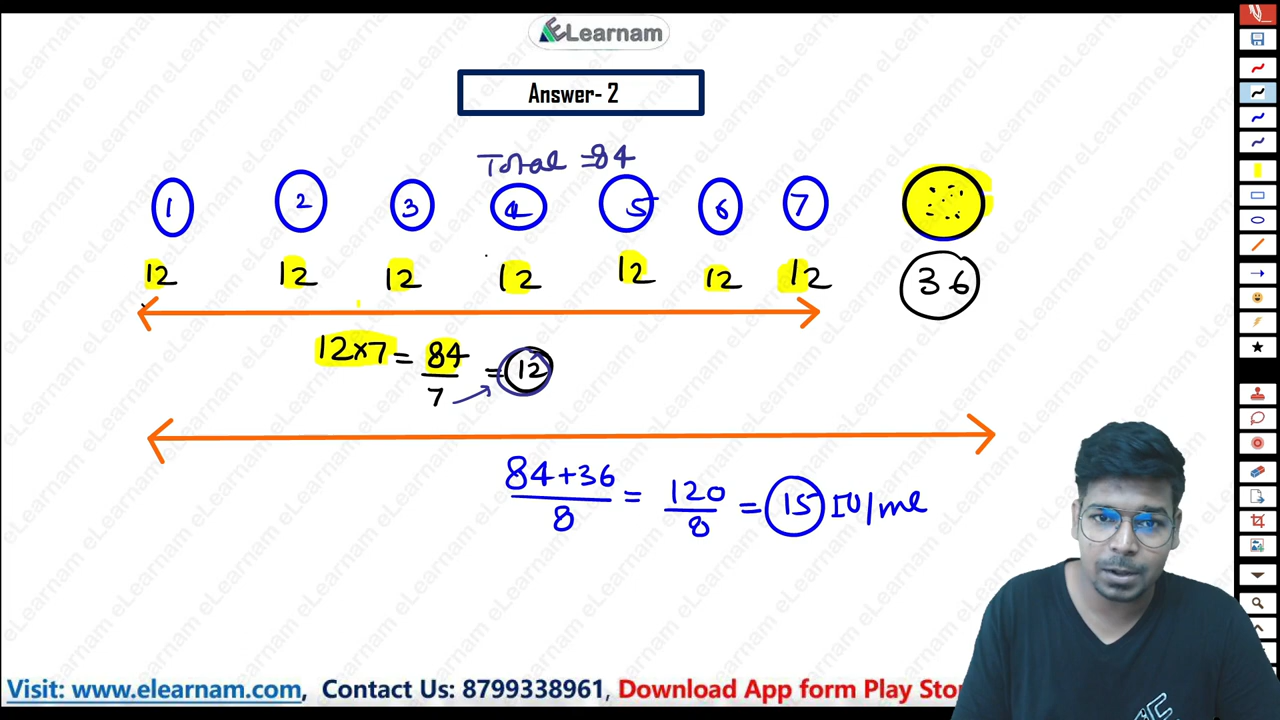 ELearnam
Answer- 2
Total = 84
1 2 3 4 5 6 7
12 12 12 12 12 12 12 36
12×7 = 84/7 = 12
84+36/8 = 120/8 = 15 IU/ml
Visit: www.elearnam.com, Contact Us: 8799338961, Download App form Play Stor